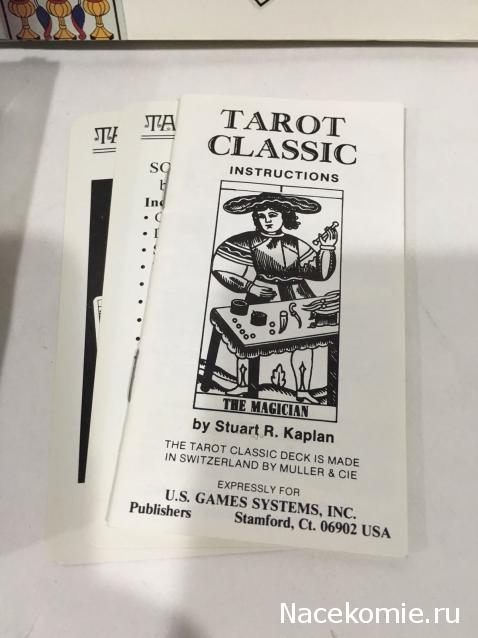 TAROT
CLASSIC
INSTRUCTIONS
THE MAGICIAN
by Stuart R. Kaplan
THE TAROT CLASSIC DECK IS MADE
IN SWITZERLAND BY MULLER & CIE
EXPRESSLY FOR
U.S. GAMES SYSTEMS, INC.
Publishers Stamford, Ct. 06902 USA
Nacekomie.ru